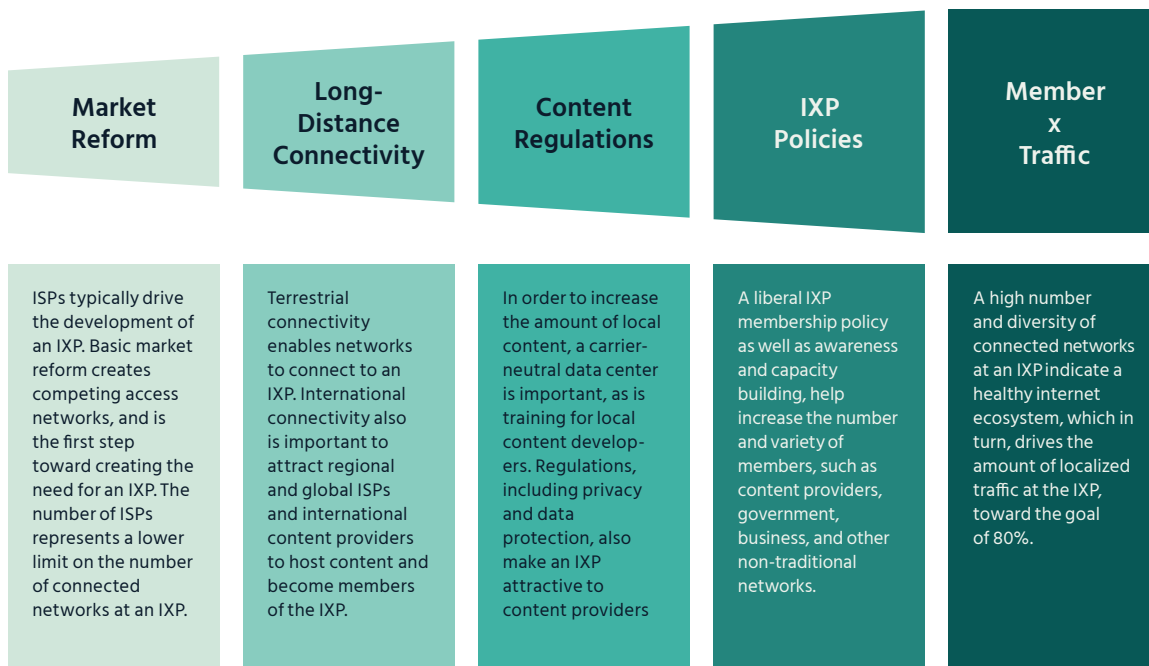 Market
Reform
Long-
Distance
Connectivity
Content
Regulations
IXP
Policies
Member
x
Traffic
ISPs typically drive
the development of
an IXP. Basic market
reform creates
competing access
networks, and is
the first step
toward creating the
need for an IXP. The
number of ISPs
represents a lower
limit on the number
of connected
networks at an IXP.
Terrestrial
connectivity
enables networks
to connect to an
IXP. International
connectivity also
is important to
attract regional
and global ISPs
and international
content providers
to host content and
become members
of the IXP.
In order to increase
the amount of local
content, a carrier-
neutral data center
is important, as is
training for local
content develop-
ers. Regulations,
including privacy
and data
protection, also
make an IXP
attractive to
content providers
A liberal IXP
membership policy
as well as awareness
and capacity
building, help
increase the number
and variety of
members, such as
content providers,
government,
business, and other
non-traditional
networks.
A high number
and diversity of
connected networks
at an IXP indicate a
healthy internet
ecosystem, which in
turn, drives the
amount of localized
traffic at the IXP,
toward the goal
of 80%.